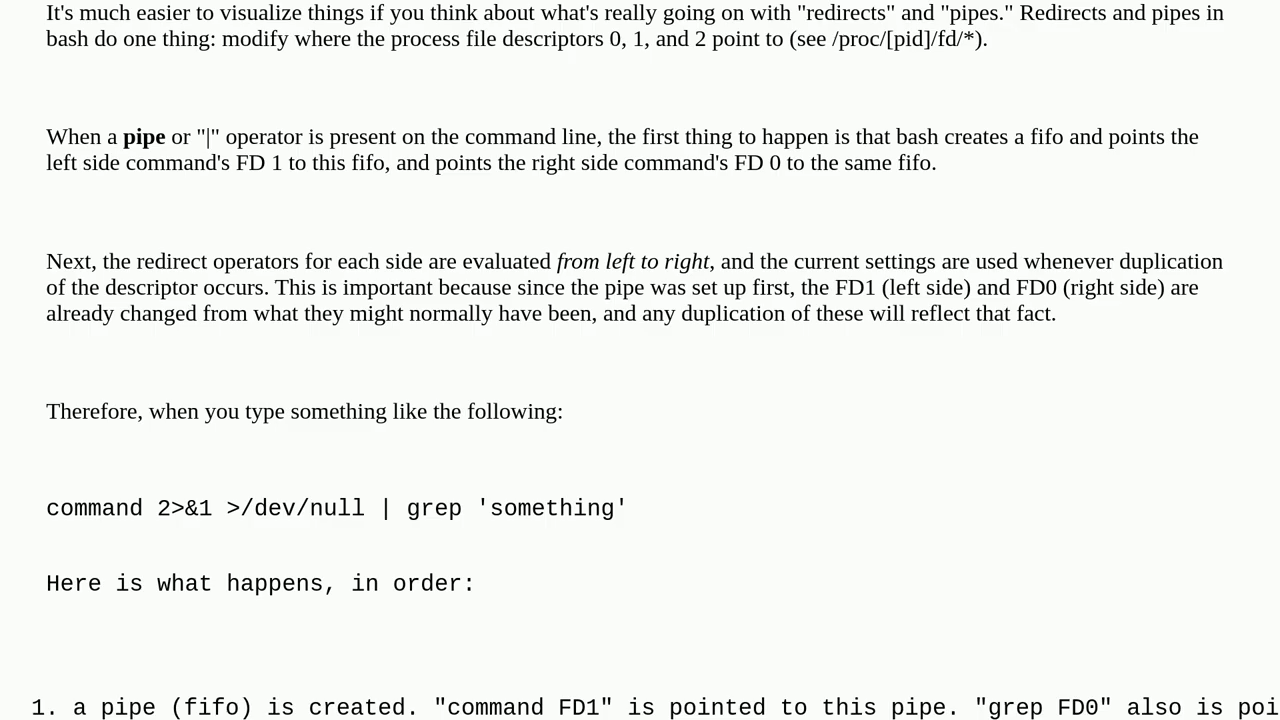 It's much easier to visualize things if you think about what's really going on with "redirects" and "pipes." Redirects and pipes in
bash do one thing: modify where the process file descriptors 0, 1, and 2 point to (see /proc/[pid]/fd/*).
When a pipe or "|" operator is present on the command line, the first thing to happen is that bash creates a fifo and points the
left side command's FD 1 to this fifo, and points the right side command's FD 0 to the same fifo.
Next, the redirect operators for each side are evaluated from left to right, and the current settings are used whenever duplication
of the descriptor occurs. This is important because since the pipe was set up first, the FD1 (left side) and FD0 (right side) are
already changed from what they might normally have been, and any duplication of these will reflect that fact.
Therefore, when you type something like the following:
command 2>&1 >/dev/null | grep 'something'
Here is what happens, in order:
1. a pipe (fifo) is created. "command FD1" is pointed to this pipe. "grep FD0" also is poi